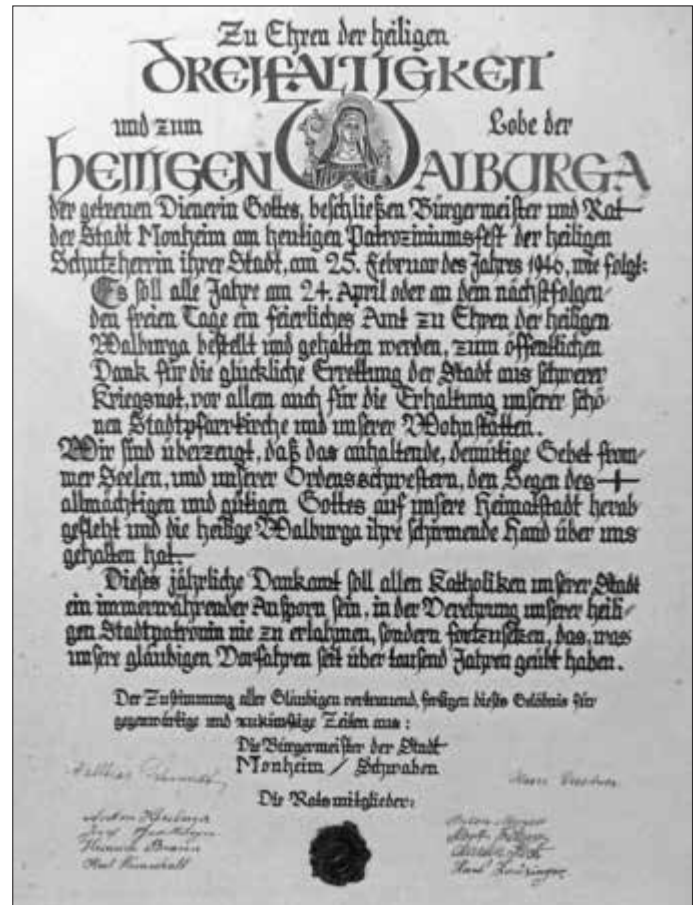 Zu Ehren der heiligen
DREIFALTIGKEIT
und zum Lobe der
HEILIGEN WALBURGA
der getreuen Dienerin Gottes, beschließen Bürgermeister und Rat
der Stadt Monheim am heutigen Patroziniumsfest der heiligen
Schutzherrin ihrer Stadt, am 25. Februar des Jahres 1946, wie folgt:
Es soll alle Jahre am 24. April oder an dem nächstfolgen-
den freien Tage ein feierliches Amt zu Ehren der heiligen
Walburga bestellt und gehalten werden, zum öffentlichen
Dank für die glückliche Errettung der Stadt aus schwerer
Kriegsnot, vor allem auch für die Erhaltung unserer schö-
nen Stadtpfarrkirche und unserer Wohnstätten.
Wir sind überzeugt, daß das anhaltende, demütige Gebet from-
mer Seelen, und unserer Ordensschwestern, den Segen des
allmächtigen und gütigen Gottes auf unsere Heimatstadt herab
gefleht und die heilige Walburga ihre schirmende Hand über uns
gehalten hat.
Dieses jährliche Dankamt soll allen Katholiken unserer Stadt
ein immerwährender Ansporn sein, in der Verehrung unserer heili-
gen Stadtpatronin nie zu erlahmen, sondern fortzusetzen, das, was
unsere gläubigen Vorfahren seit über tausend Jahren geübt haben.
Der Zustimmung aller Gläubigen vertrauend, fertigen dieses Gelöbnis für
gegenwärtige und zukünftige Zeiten aus:
Die Bürgermeister der Stadt
Monheim / Schwaben
Die Ratsmitglieder: